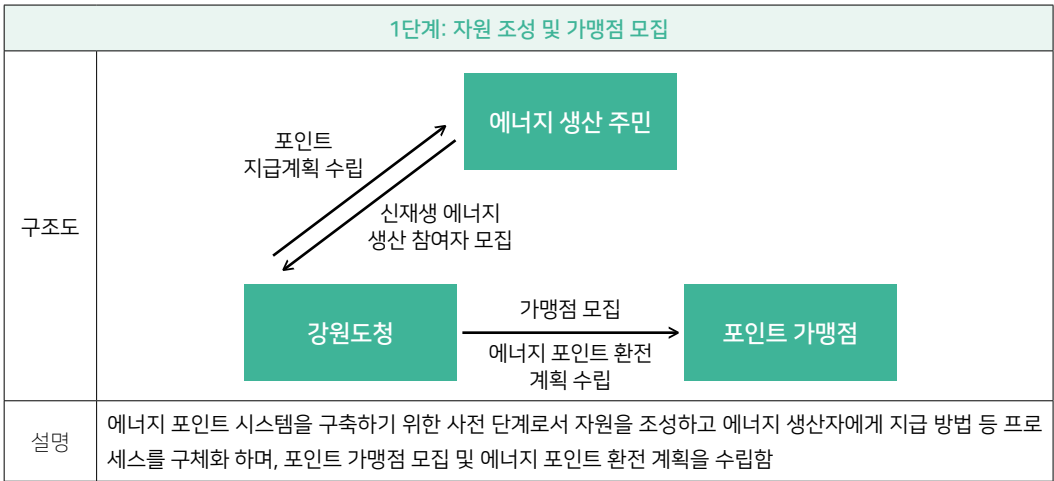 1단계: 자원 조성 및 가맹점 모집
구조도
에너지 생산 주민
포인트
지급계획 수립
신재생 에너지
생산 참여자 모집
강원도청
가맹점 모집
에너지 포인트 환전
계획 수립
포인트 가맹점
설명
에너지 포인트 시스템을 구축하기 위한 사전 단계로서 자원을 조성하고 에너지 생산자에게 지급 방법 등 프로
세스를 구체화 하며, 포인트 가맹점 모집 및 에너지 포인트 환전 계획을 수립함